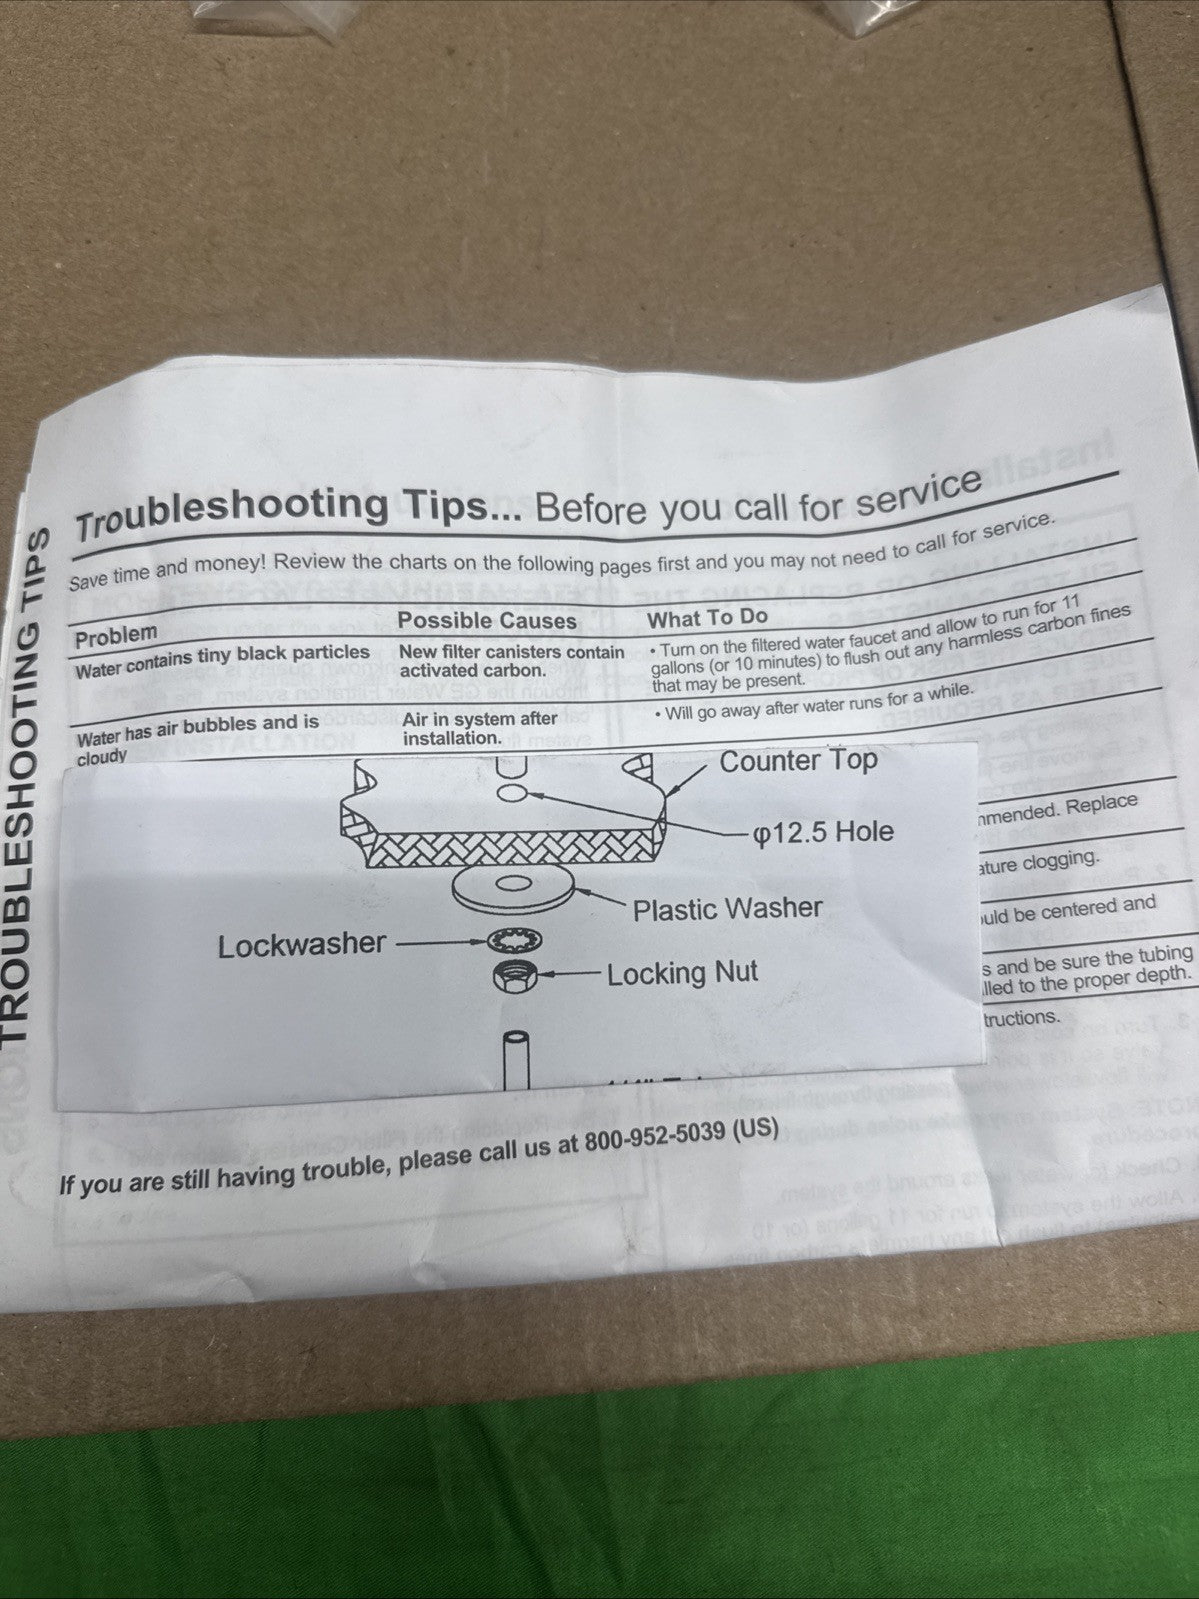 TROUBLESHOOTING TIPS
Troubleshooting Tips... Before you call for service
Save time and money! Review the charts on the following pages first and you may not need to call for service.
Problem Possible Causes What To Do
Water contains tiny black particles
New filter canisters contain
activated carbon.
• Turn on the filtered water faucet and allow to run for 11
gallons (or 10 minutes) to flush out any harmless carbon fines
that may be present.
Water has air bubbles and is
cloudy
Air in system after
installation.
• Will go away after water runs for a while.
Counter Top
φ12.5 Hole
Plastic Washer
Lockwasher
Locking Nut
mmended. Replace
ature clogging.
uld be centered and
s and be sure the tubing
lled to the proper depth.
tructions.
If you are still having trouble, please call us at 800-952-5039 (US)